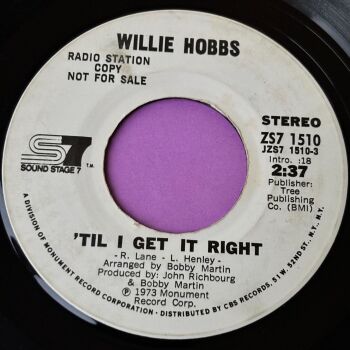 WILLIE HOBBS
RADIO STATION
COPY
NOT FOR SALE
STEREO
ZS7 1510
JZS7 1510-3
Intro. :18
2:37
Publisher:
Tree
Publishing
Co. (BMI)
S7 T.M.
SOUND STAGE 7
'TIL I GET IT RIGHT
- R. Lane - L. Henley -
Arranged by Bobby Martin
Produced by: John Richbourg
& Bobby Martin
℗ 1973 Monument
Record Corp.
A DIVISION OF MONUMENT RECORD CORPORATION - DISTRIBUTED BY CBS RECORDS, 51 W. 52ND ST., N.Y., N.Y.